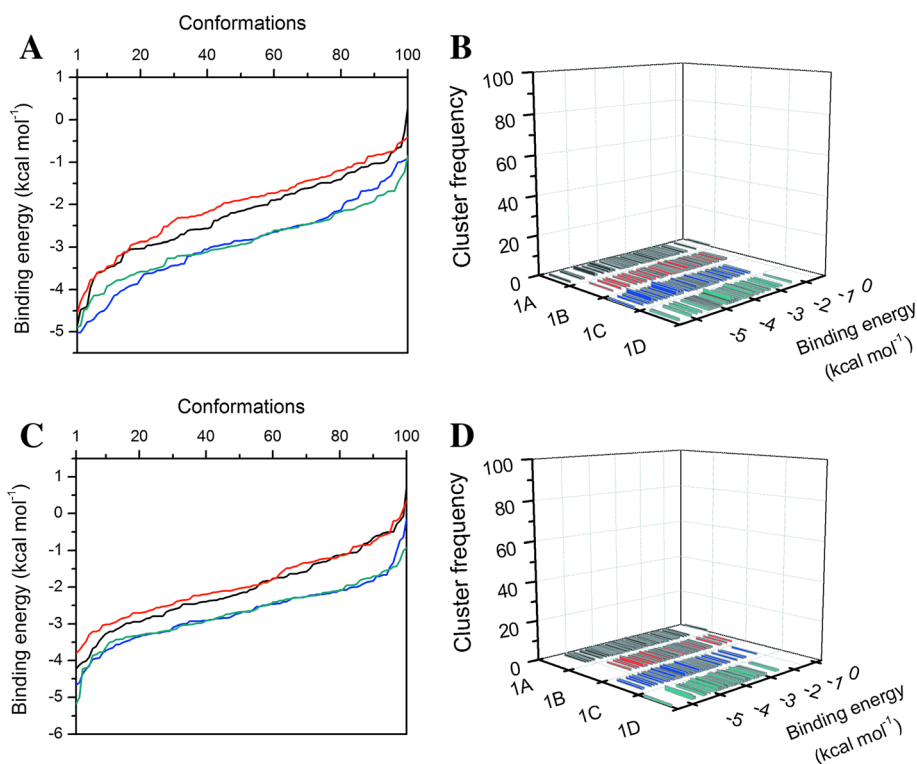 A
Conformations
1 20 40 60 80 100
1
0
-1
-2
-3
-4
-5
Binding energy (kcal mol-1)
B
100
80
60
40
20
0
Cluster frequency
1A
1B
1C
1D
-5 -4 -3 -2 -1 0
Binding energy
(kcal mol-1)
C
Conformations
1 20 40 60 80 100
1
0
-1
-2
-3
-4
-5
-6
Binding energy (kcal mol-1)
D
100
80
60
40
20
0
Cluster frequency
1A
1B
1C
1D
-5 -4 -3 -2 -1 0
Binding energy
(kcal mol-1)